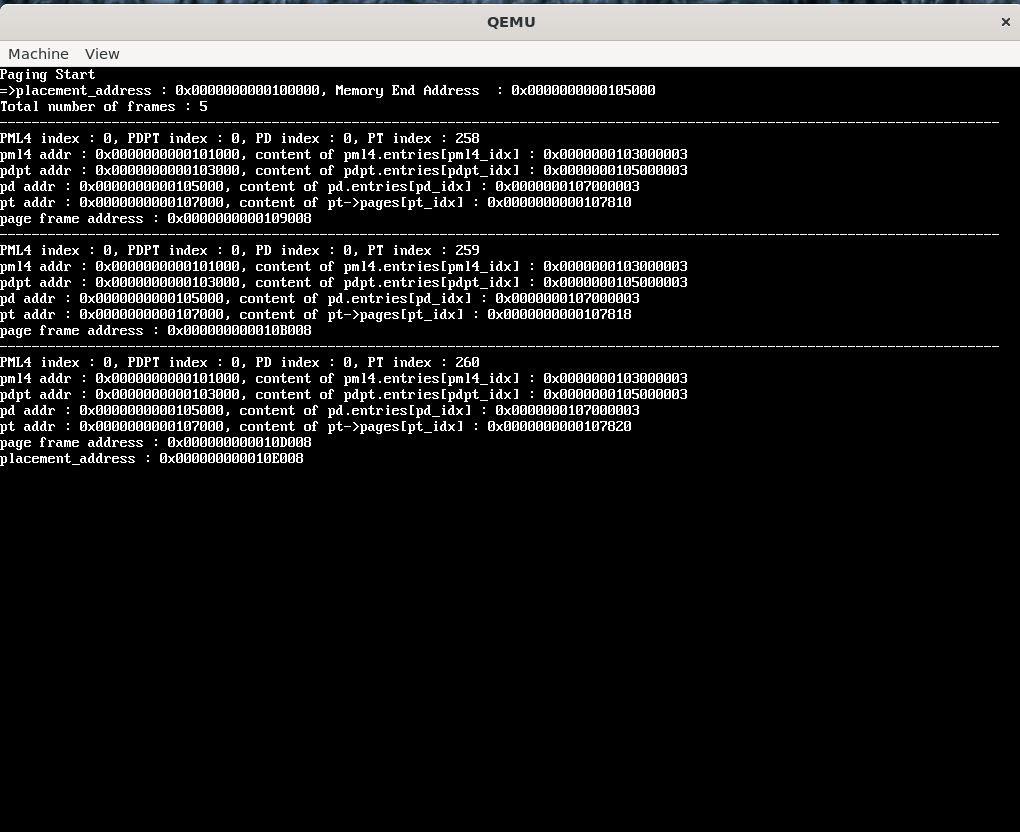 QEMU
Machine View
Paging Start
=>placement_address : 0x0000000000100000, Memory End Address  : 0x0000000000105000
Total number of frames : 5
PML4 index : 0, PDPT index : 0, PD index : 0, PT index : 258
pml4 addr : 0x0000000000101000, content of pml4.entries[pml4_idx] : 0x0000000103000003
pdpt addr : 0x0000000000103000, content of pdpt.entries[pdpt_idx] : 0x0000000105000003
pd addr : 0x0000000000105000, content of pd.entries[pd_idx] : 0x0000000107000003
pt addr : 0x0000000000107000, content of pt->pages[pt_idx] : 0x0000000000107810
page frame address : 0x0000000000109008
PML4 index : 0, PDPT index : 0, PD index : 0, PT index : 259
pml4 addr : 0x0000000000101000, content of pml4.entries[pml4_idx] : 0x0000000103000003
pdpt addr : 0x0000000000103000, content of pdpt.entries[pdpt_idx] : 0x0000000105000003
pd addr : 0x0000000000105000, content of pd.entries[pd_idx] : 0x0000000107000003
pt addr : 0x0000000000107000, content of pt->pages[pt_idx] : 0x0000000000107818
page frame address : 0x000000000010B008
PML4 index : 0, PDPT index : 0, PD index : 0, PT index : 260
pml4 addr : 0x0000000000101000, content of pml4.entries[pml4_idx] : 0x0000000103000003
pdpt addr : 0x0000000000103000, content of pdpt.entries[pdpt_idx] : 0x0000000105000003
pd addr : 0x0000000000105000, content of pd.entries[pd_idx] : 0x0000000107000003
pt addr : 0x0000000000107000, content of pt->pages[pt_idx] : 0x0000000000107820
page frame address : 0x000000000010D008
placement_address : 0x000000000010E008